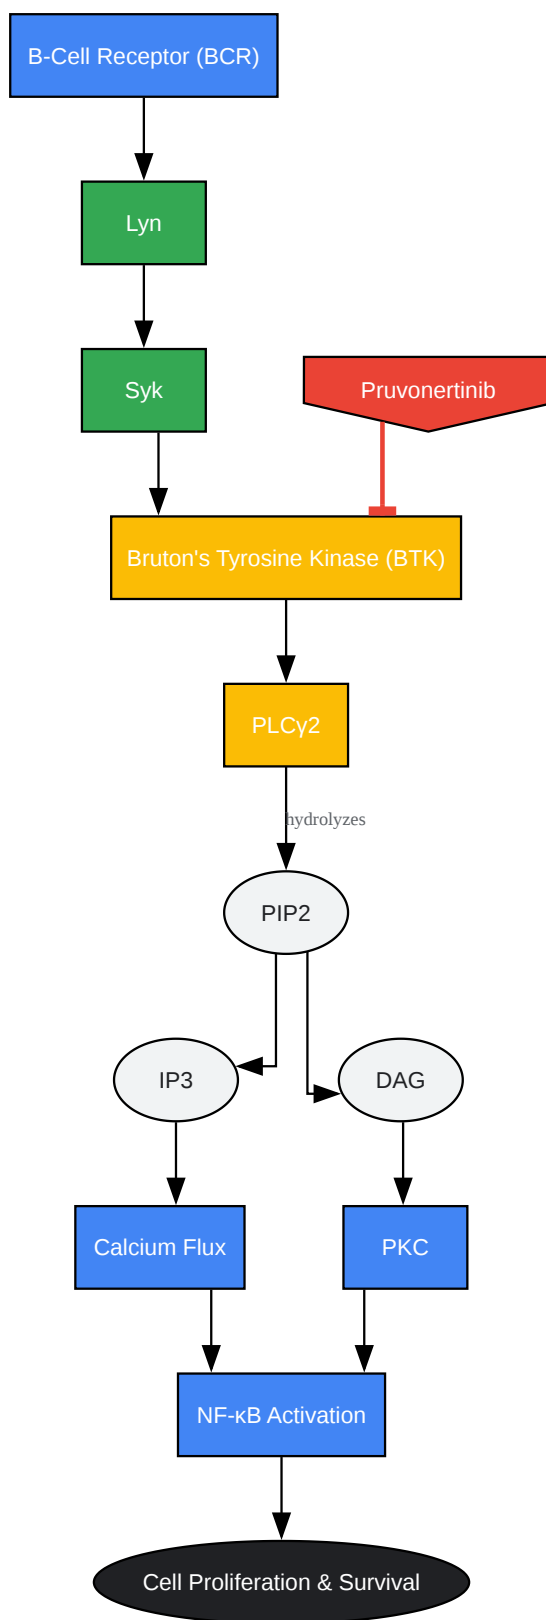 B-Cell Receptor (BCR)
Lyn
Syk
Pruvonertinib
Bruton's Tyrosine Kinase (BTK)
PLCγ2
hydrolyzes
PIP2
IP3
DAG
Calcium Flux
PKC
NF-κB Activation
Cell Proliferation & Survival